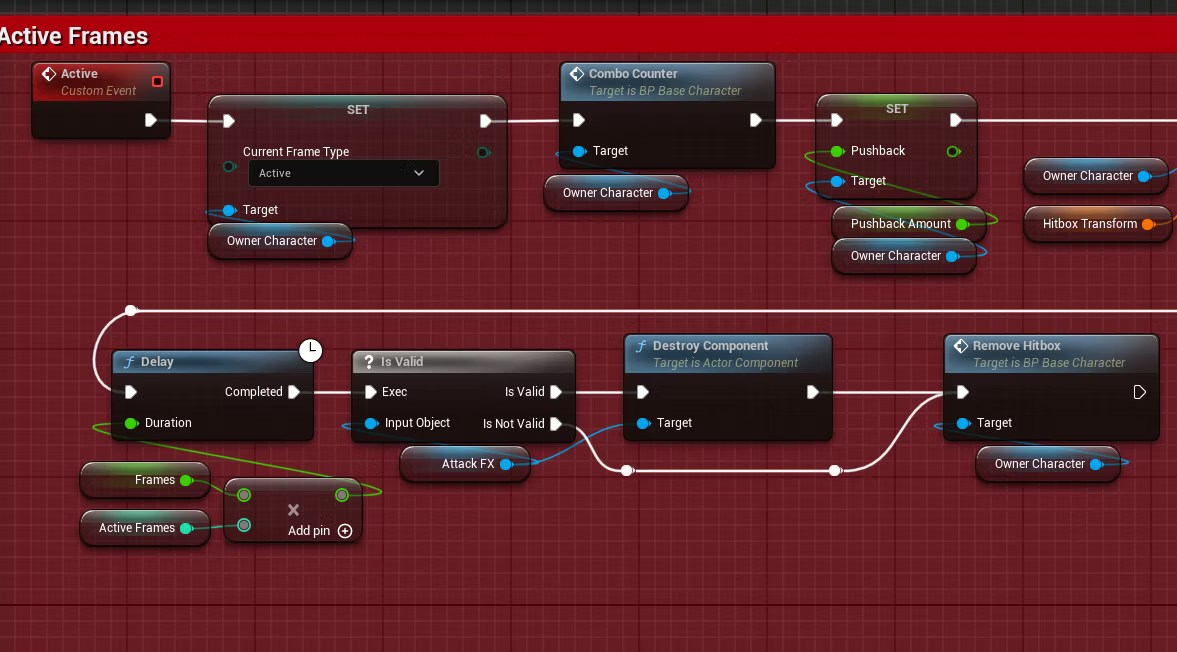 Active Frames
Active
Custom Event
SET
Current Frame Type
Active
Target
Owner Character
Combo Counter
Target is BP Base Character
Target
Owner Character
SET
Pushback
Target
Pushback Amount
Owner Character
Owner Character
Hitbox Transform
Delay
Completed
Duration
Frames
Active Frames
Add pin
? Is Valid
Exec
Is Valid
Input Object
Is Not Valid
Attack FX
f Destroy Component
Target is Actor Component
Target
Remove Hitbox
Target is BP Base Character
Target
Owner Character